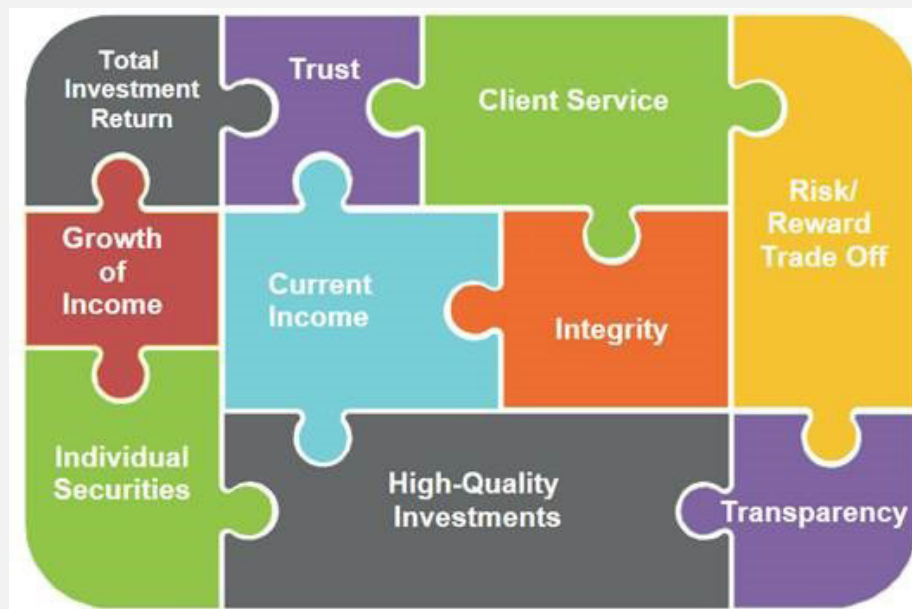 Total
Investment
Return
Trust
Client Service
Risk/
Reward
Trade Off
Growth
of
Income
Current
Income
Integrity
Individual
Securities
High-Quality
Investments
Transparency